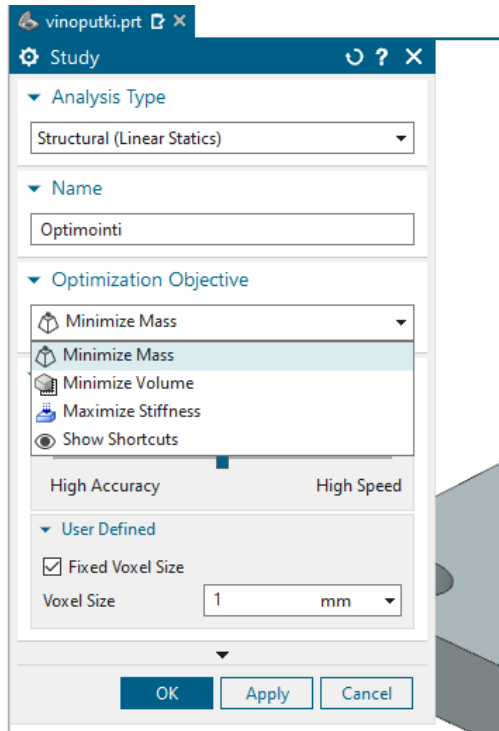 vinoputki.prt
Study
Analysis Type
Structural (Linear Statics)
Name
Optimointi
Optimization Objective
Minimize Mass
Minimize Mass
Minimize Volume
Maximize Stiffness
Show Shortcuts
High Accuracy High Speed
User Defined
Fixed Voxel Size
Voxel Size 1 mm
OK Apply Cancel